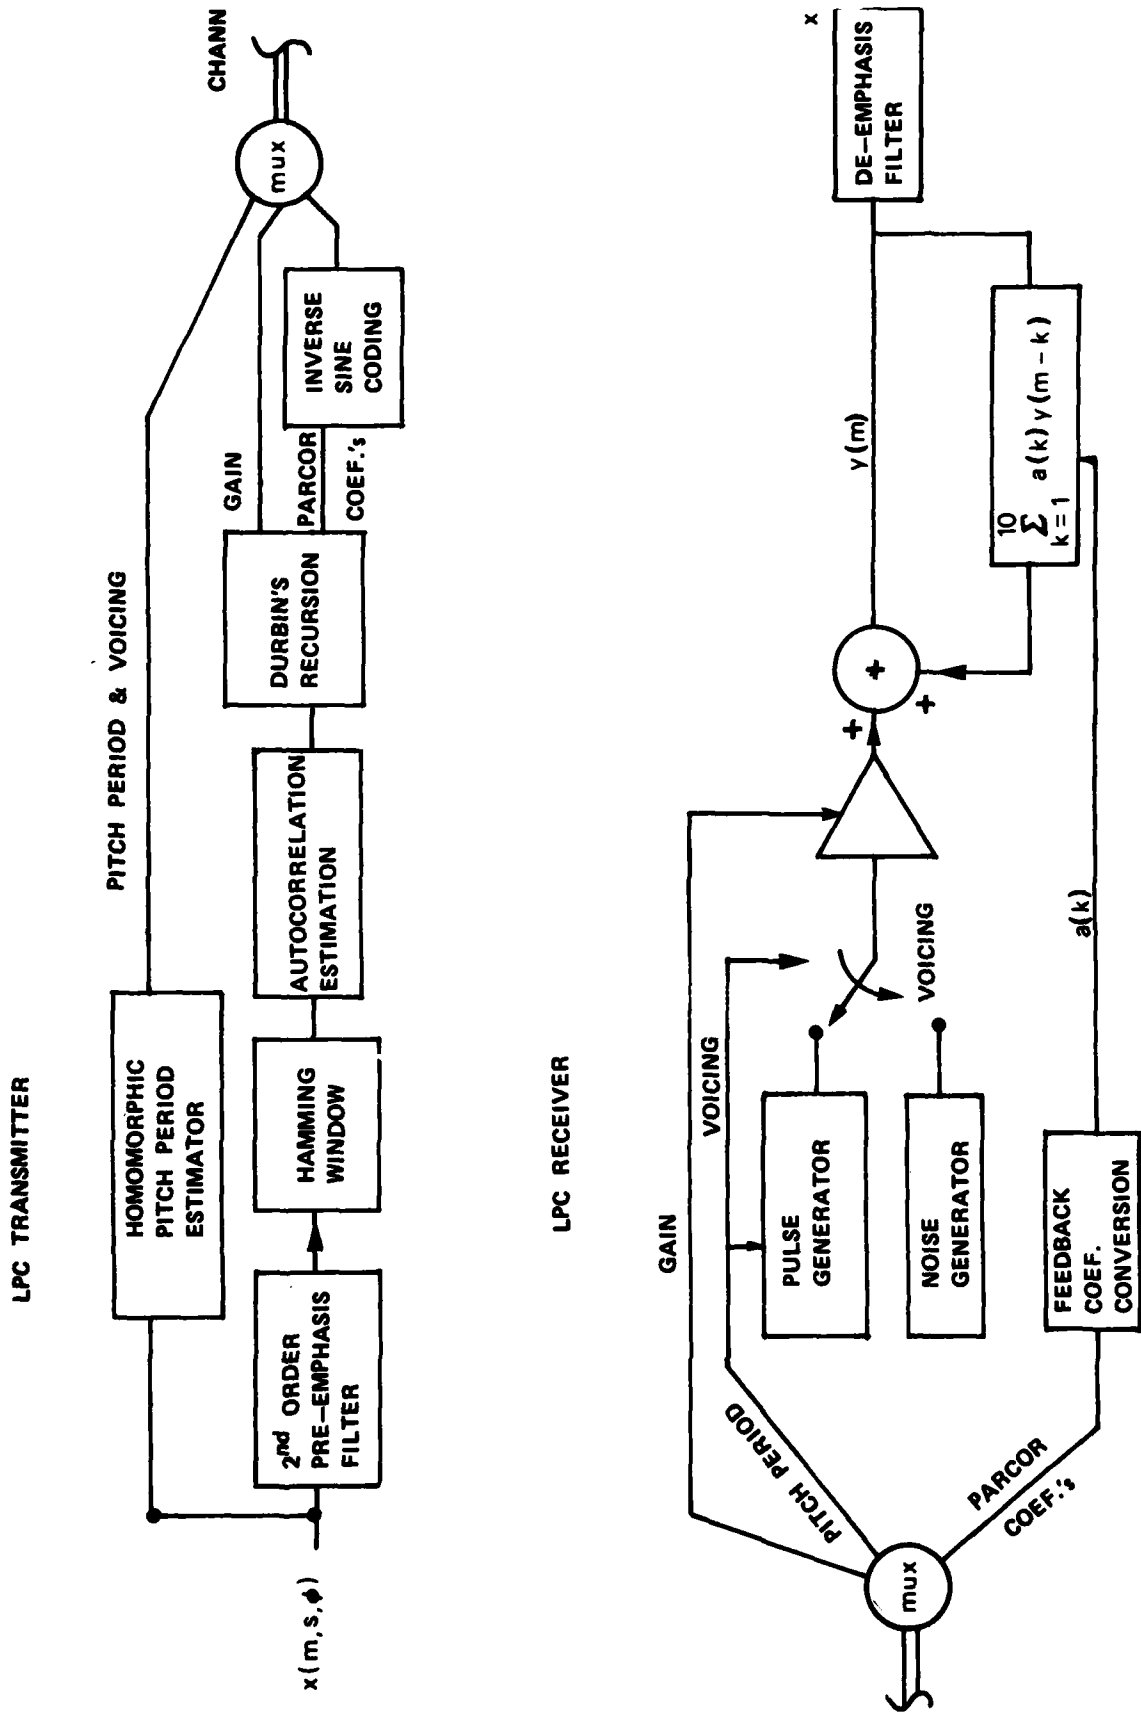 LPC TRANSMITTER
PITCH PERIOD & VOICING
HOMOMORPHIC
PITCH PERIOD
ESTIMATOR
x(m,s,ϕ)
2nd ORDER
PRE–EMPHASIS
FILTER
HAMMING
WINDOW
AUTOCORRELATION
ESTIMATION
DURBIN'S
RECURSION
GAIN
PARCOR
COEF.'s
INVERSE
SINE
CODING
mux
CHANN
LPC RECEIVER
mux
GAIN
PITCH PERIOD
VOICING
PULSE
GENERATOR
NOISE
GENERATOR
VOICING
PARCOR
COEF.'s
FEEDBACK
COEF.
CONVERSION
a(k)
+
+
+
y(m)
10
Σ a(k) y(m – k)
k = 1
DE–EMPHASIS
FILTER
x